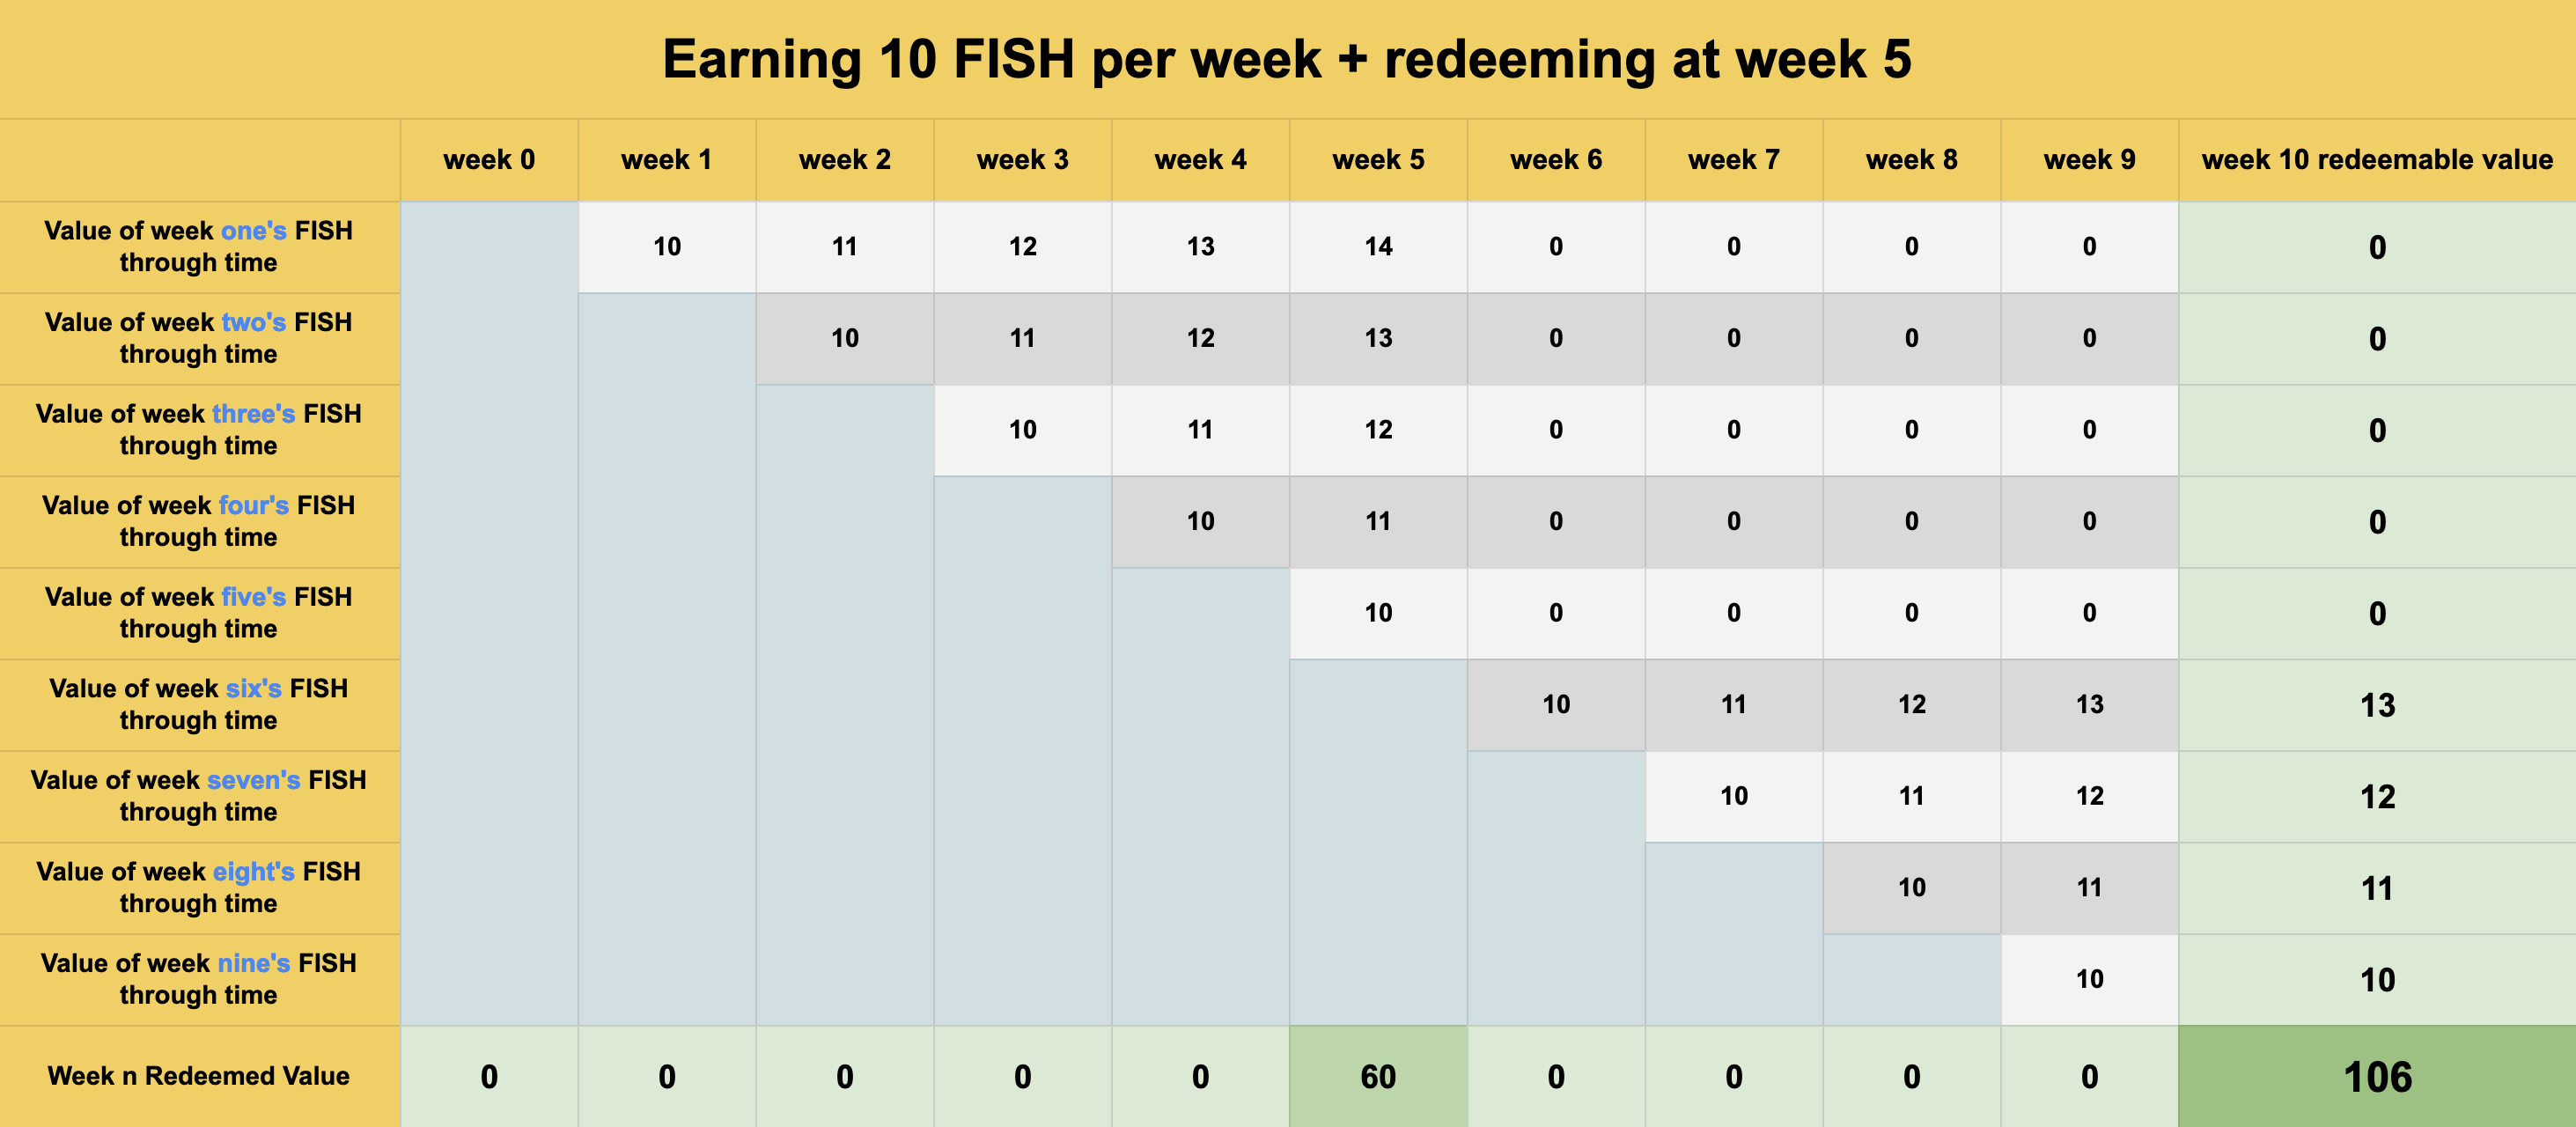 Earning 10 FISH per week + redeeming at week 5
week 0 week 1 week 2 week 3 week 4 week 5 week 6 week 7 week 8 week 9 week 10 redeemable value
Value of week one's FISH
through time
10 11 12 13 14 0 0 0 0 0
Value of week two's FISH
through time
10 11 12 13 0 0 0 0 0
Value of week three's FISH
through time
10 11 12 0 0 0 0 0
Value of week four's FISH
through time
10 11 0 0 0 0 0
Value of week five's FISH
through time
10 0 0 0 0 0
Value of week six's FISH
through time
10 11 12 13 13
Value of week seven's FISH
through time
10 11 12 12
Value of week eight's FISH
through time
10 11 11
Value of week nine's FISH
through time
10 10
Week n Redeemed Value 0 0 0 0 0 60 0 0 0 0 106